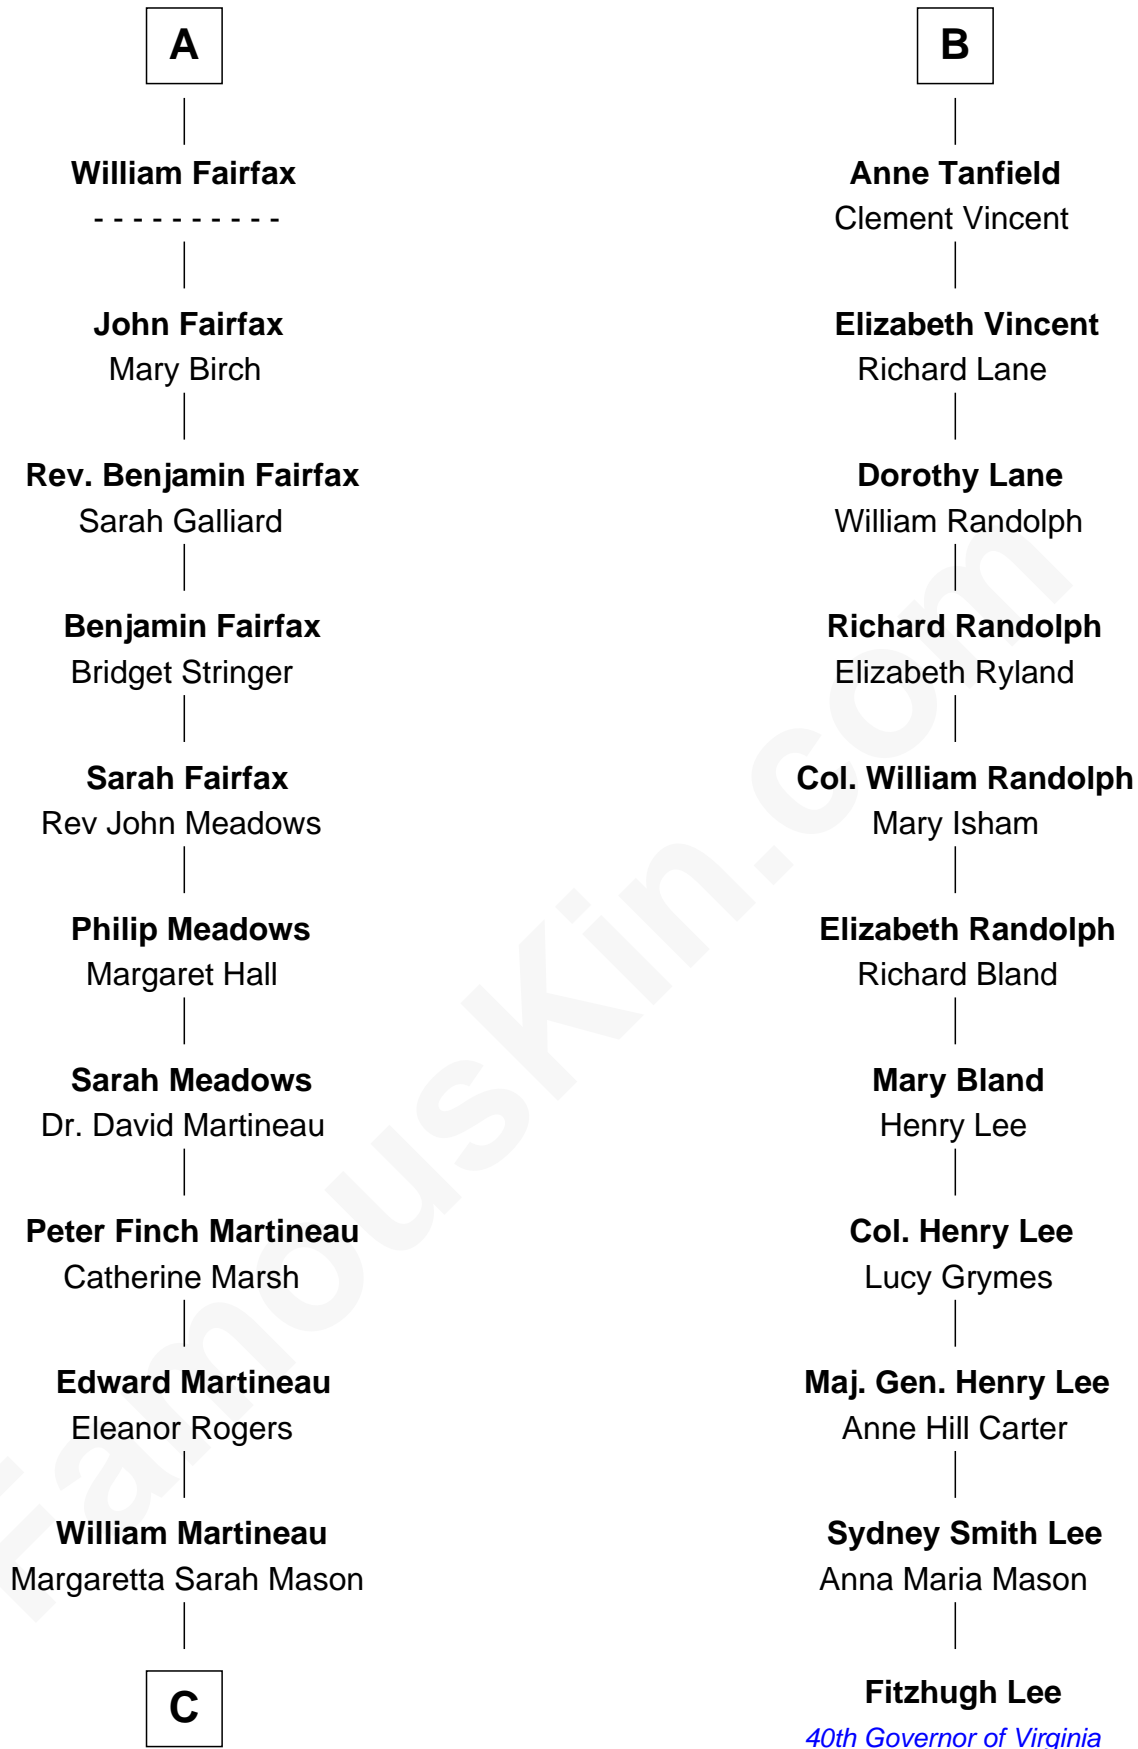 A
William Fairfax
- - - - - - - - - -
John Fairfax
Mary Birch
Rev. Benjamin Fairfax
Sarah Galliard
Benjamin Fairfax
Bridget Stringer
Sarah Fairfax
Rev John Meadows
Philip Meadows
Margaret Hall
Sarah Meadows
Dr. David Martineau
Peter Finch Martineau
Catherine Marsh
Edward Martineau
Eleanor Rogers
William Martineau
Margaretta Sarah Mason
C
B
Anne Tanfield
Clement Vincent
Elizabeth Vincent
Richard Lane
Dorothy Lane
William Randolph
Richard Randolph
Elizabeth Ryland
Col. William Randolph
Mary Isham
Elizabeth Randolph
Richard Bland
Mary Bland
Henry Lee
Col. Henry Lee
Lucy Grymes
Maj. Gen. Henry Lee
Anne Hill Carter
Sydney Smith Lee
Anna Maria Mason
Fitzhugh Lee
40th Governor of Virginia
FamousKin.com